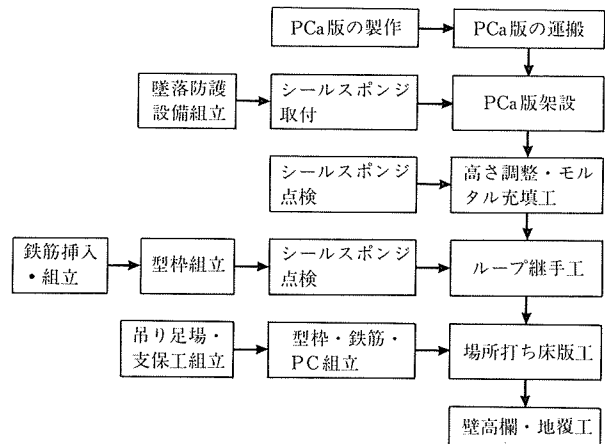 PCa版の製作
PCa版の運搬
墜落防護
設備組立
シールスポンジ
取付
PCa版架設
シールスポンジ
点検
高さ調整・モル
タル充填工
鉄筋挿入
・組立
型枠組立
シールスポンジ
点検
ループ継手工
吊り足場・
支保工組立
型枠・鉄筋・
PC組立
場所打ち床版工
壁高欄・地覆工